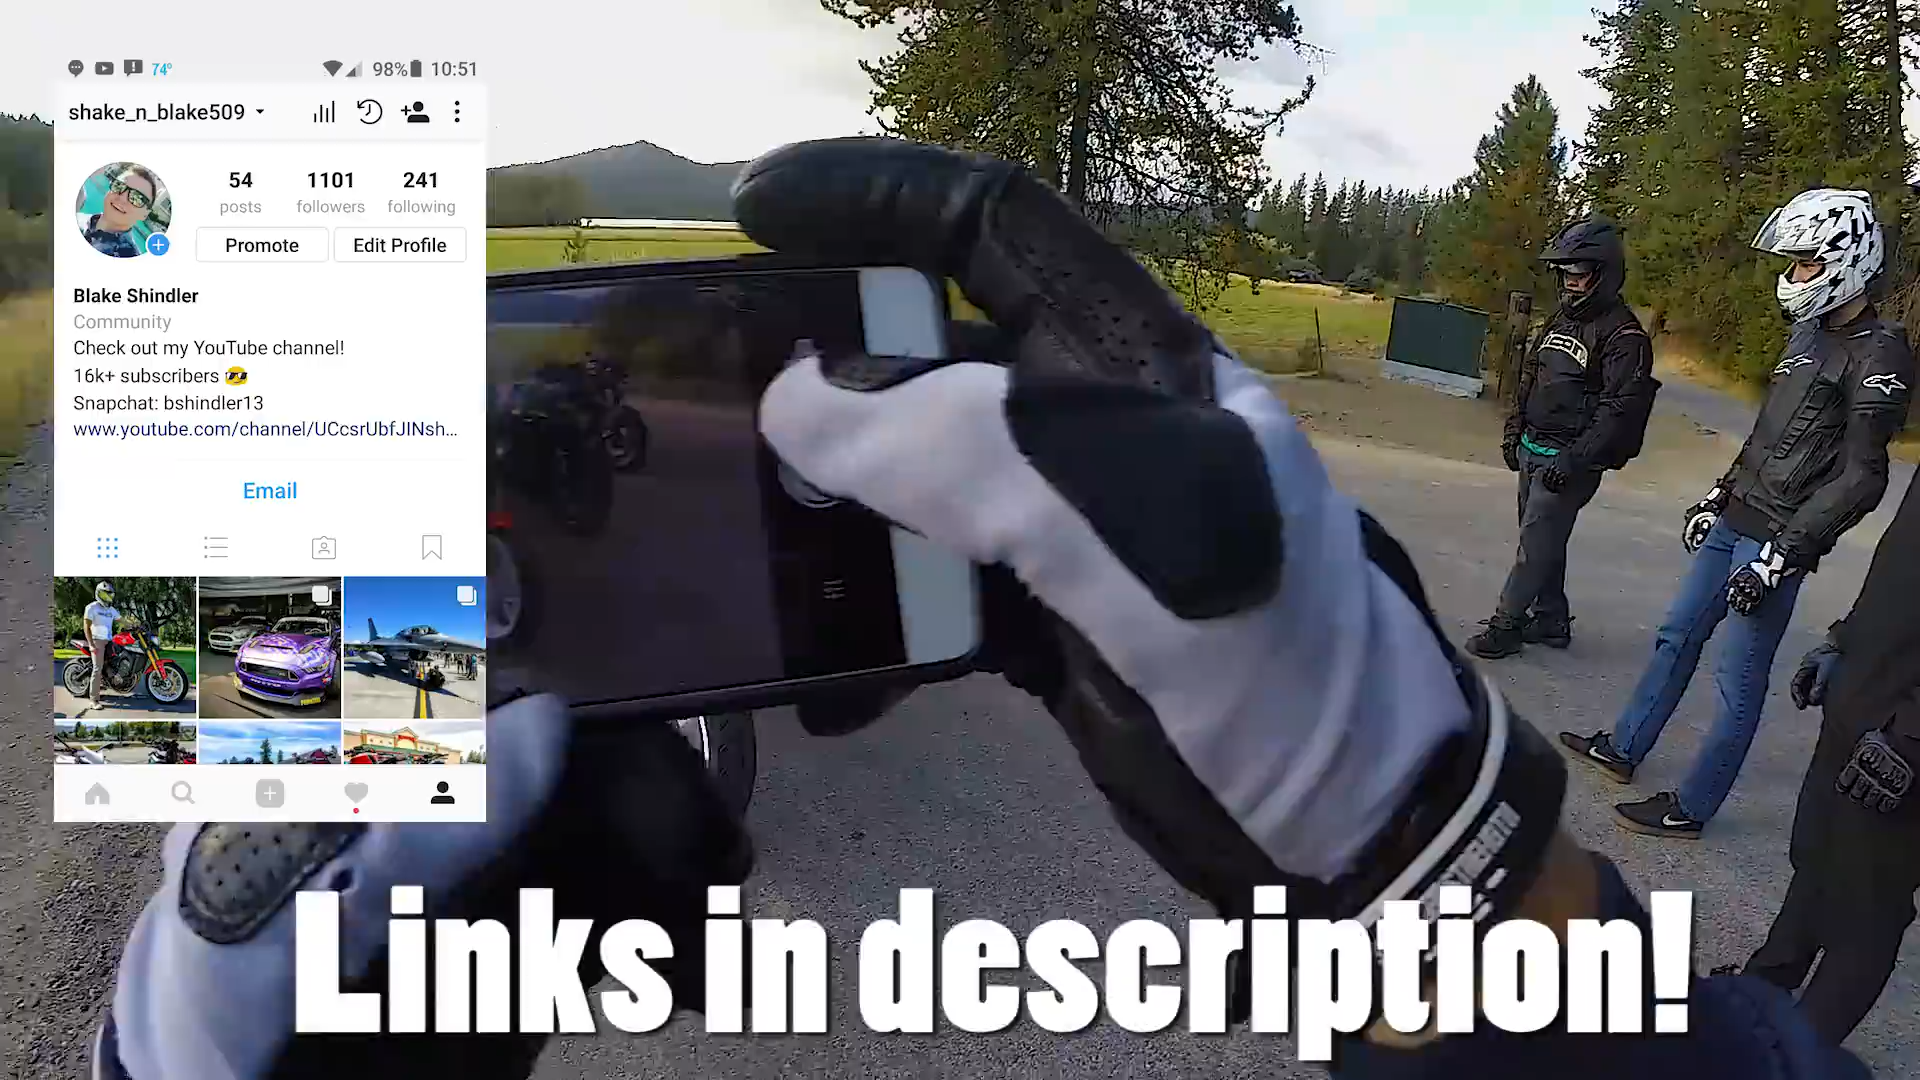 74°
98% 10:51
shake_n_blake509
54 1101 241
posts followers following
Promote Edit Profile
Blake Shindler
Community
Check out my YouTube channel!
16k+ subscribers 😎
Snapchat: bshindler13
www.youtube.com/channel/UCcsrUbfJINsh...
Email
Links in description!